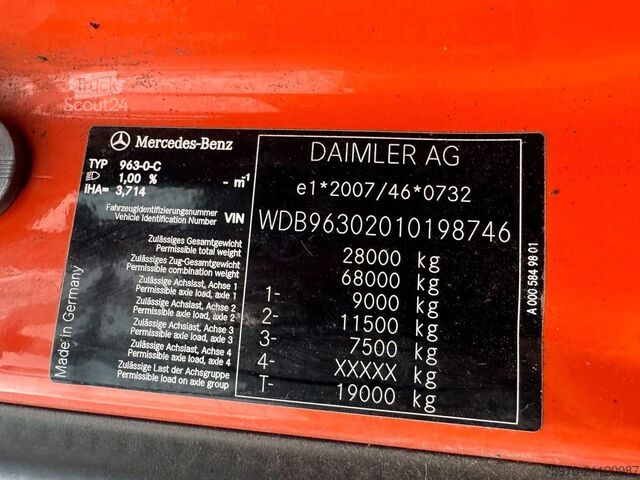 truck
Scout24
Mercedes-Benz
TYP 963-0-C
1,00 % - m⁻¹
iHA= 3,714
Fahrzeugidentifizierungsnummer
Vehicle Identification Number VIN
DAIMLER AG
e1*2007/46*0732
WDB96302010198746
Zulässiges Gesamtgewicht
Permissible total weight 28000 kg
Zulässiges Zug-Gesamtgewicht
Permissible combination weight 68000 kg
Zulässige Achslast, Achse 1
Permissible axle load, axle 1 1- 9000 kg
Zulässige Achslast, Achse 2
Permissible axle load, axle 2 2- 11500 kg
Zulässige Achslast, Achse 3
Permissible axle load, axle 3 3- 7500 kg
Zulässige Achslast, Achse 4
Permissible axle load, axle 4 4- XXXXX kg
Zulässige Last der Achsgruppe
Permissible load on axle group T- 19000 kg
Made in Germany
A 000 584 98 01